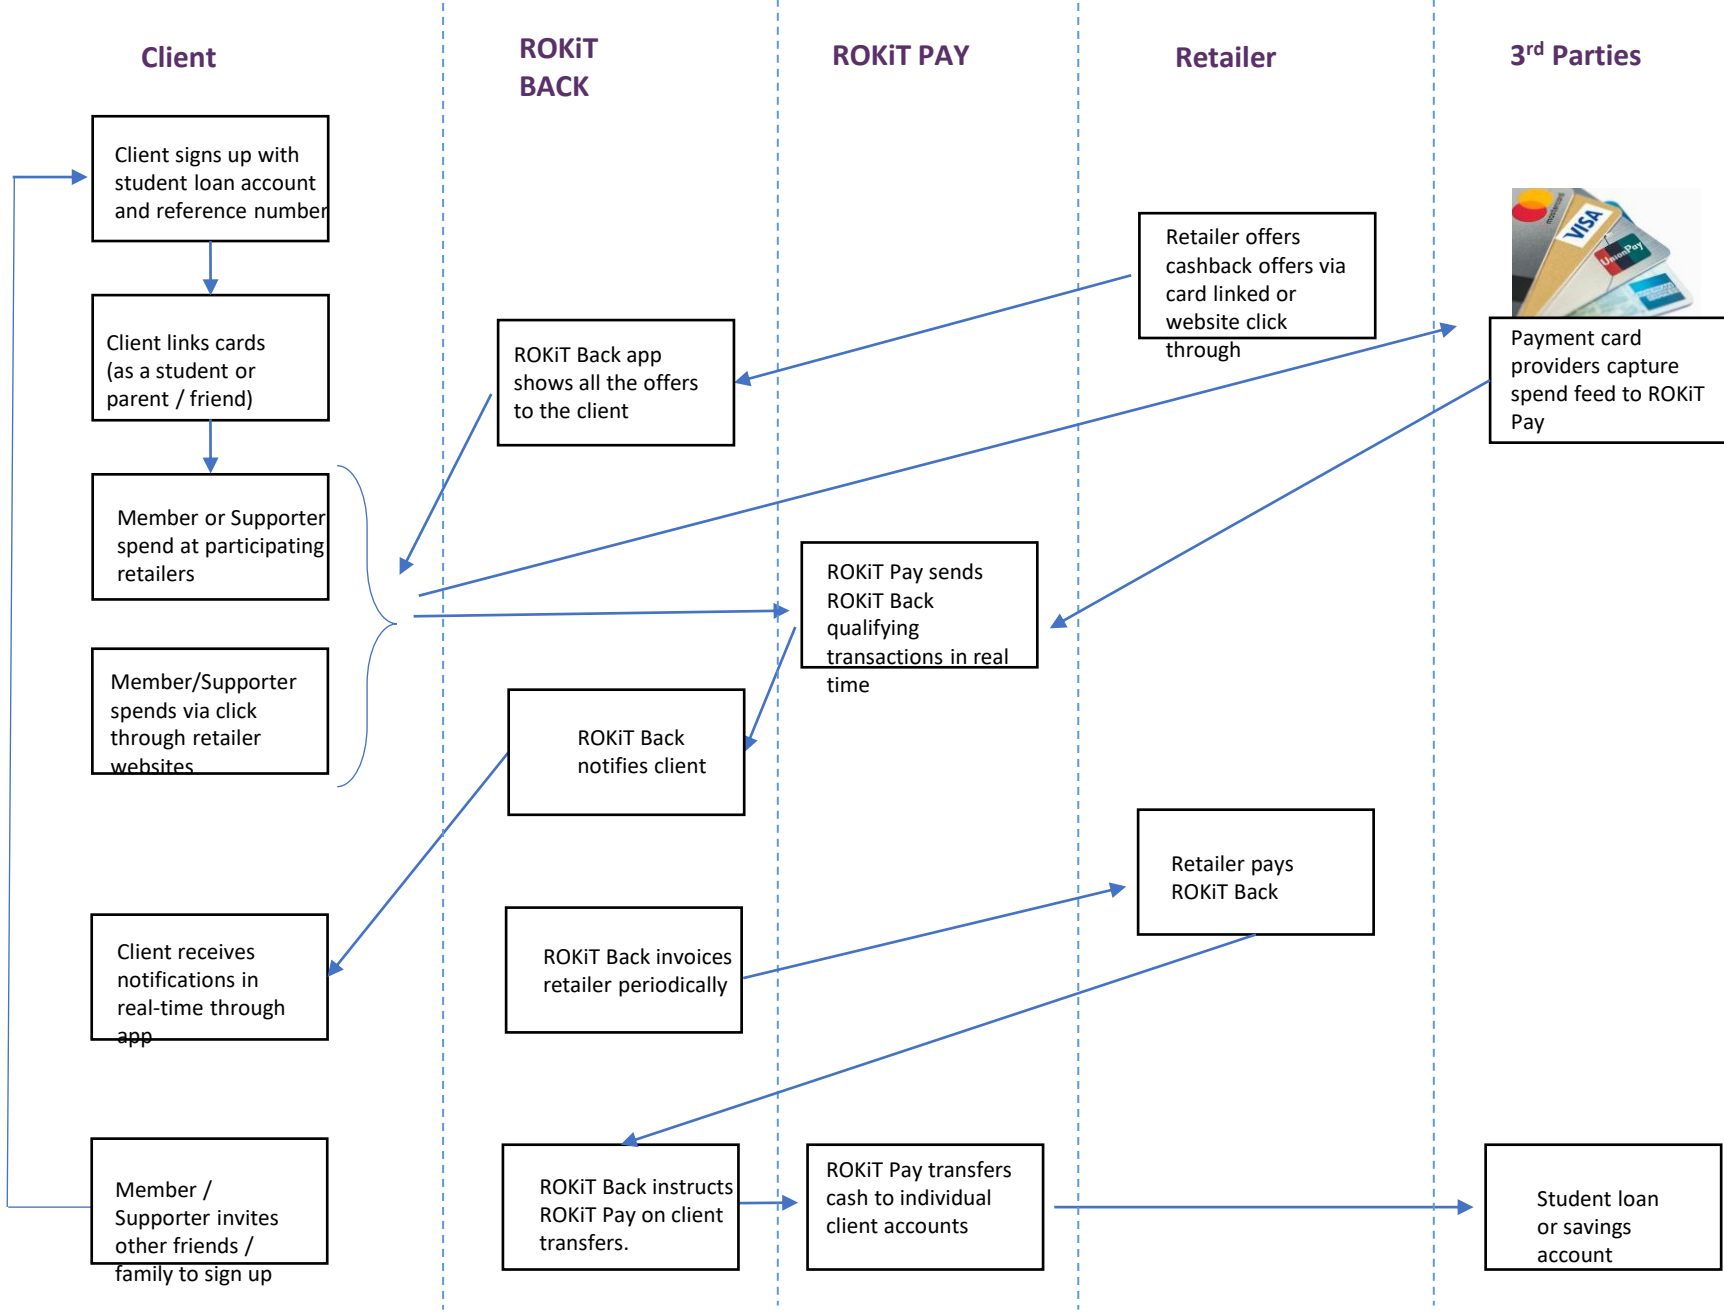 Client
ROKiT
BACK
ROKiT PAY
Retailer
3rd Parties
Client signs up with
student loan account
and reference number
Client links cards
(as a student or
parent / friend)
Member or Supporter
spend at participating
retailers
Member/Supporter
spends via click
through retailer
websites
Client receives
notifications in
real-time through
app
Member /
Supporter invites
other friends /
family to sign up
ROKiT Back app
shows all the offers
to the client
ROKiT Back
notifies client
ROKiT Back invoices
retailer periodically
ROKiT Back instructs
ROKiT Pay on client
transfers.
ROKiT Pay sends
ROKiT Back
qualifying
transactions in real
time
ROKiT Pay transfers
cash to individual
client accounts
Retailer offers
cashback offers via
card linked or
website click
through
Retailer pays
ROKiT Back
mastercard
VISA
UnionPay
Payment card
providers capture
spend feed to ROKiT
Pay
Student loan
or savings
account